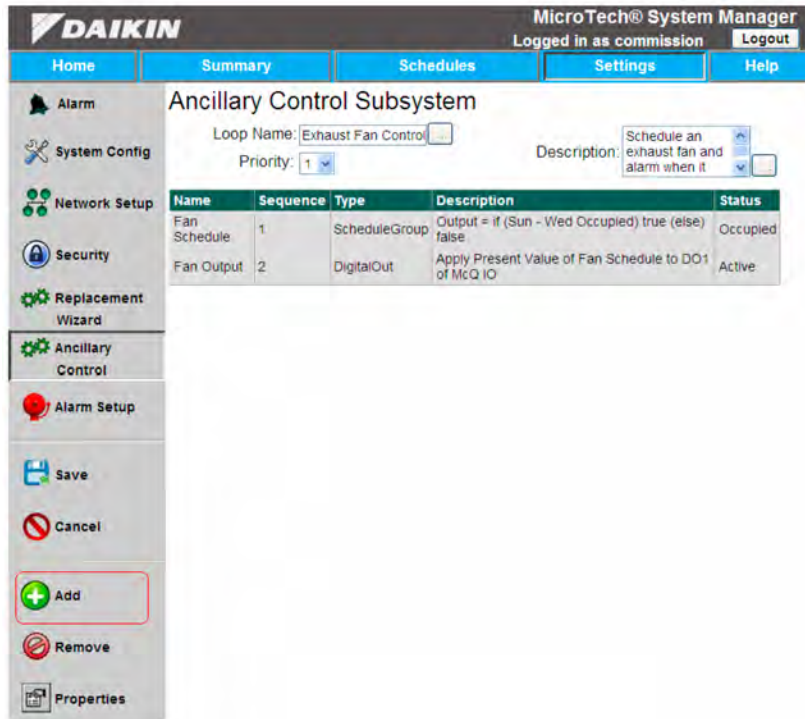 DAIKIN
MicroTech® System Manager
Logged in as commission
Logout
Home
Summary
Schedules
Settings
Help
Alarm
System Config
Network Setup
Security
Replacement
Wizard
Ancillary
Control
Alarm Setup
Save
Cancel
Add
Remove
Properties
Ancillary Control Subsystem
Loop Name: Exhaust Fan Control ...
Priority: 1
Description: Schedule an
exhaust fan and
alarm when it
...
Name Sequence Type Description Status
Fan
Schedule 1 ScheduleGroup Output = if (Sun - Wed Occupied) true (else)
false Occupied
Fan Output 2 DigitalOut Apply Present Value of Fan Schedule to DO1
of McQ IO Active